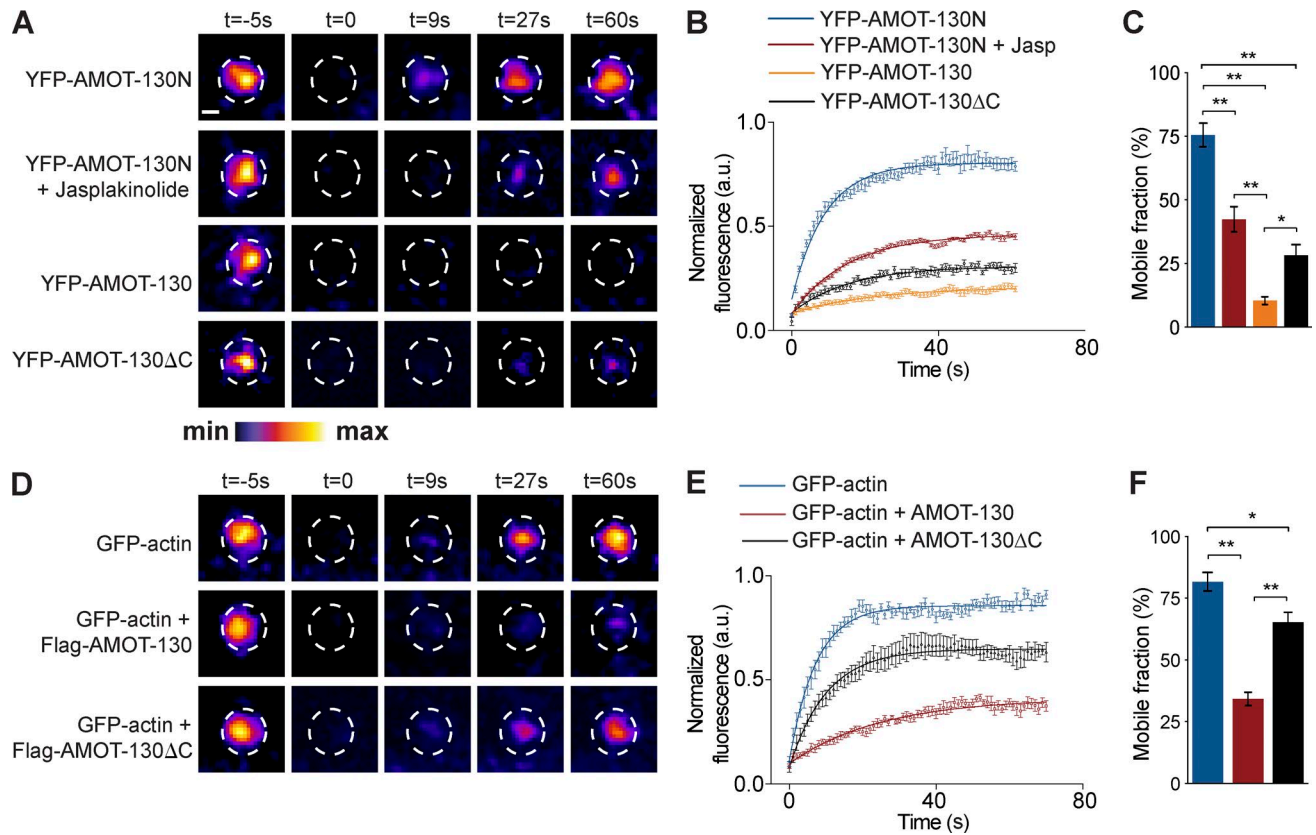 A
t=-5s t=0 t=9s t=27s t=60s
YFP-AMOT-130N
YFP-AMOT-130N
+ Jasplakinolide
YFP-AMOT-130
YFP-AMOT-130ΔC
min max
B
YFP-AMOT-130N
YFP-AMOT-130N + Jasp
YFP-AMOT-130
YFP-AMOT-130ΔC
Normalized
fluorescence (a.u.)
1.0
0.5
0.0
0 40 80
Time (s)
C
Mobile fraction (%)
100
75
50
25
0
**
**
**
**
*
D
t=-5s t=0 t=9s t=27s t=60s
GFP-actin
GFP-actin +
Flag-AMOT-130
GFP-actin +
Flag-AMOT-130ΔC
E
GFP-actin
GFP-actin + AMOT-130
GFP-actin + AMOT-130ΔC
Normalized
fluorescence (a.u.)
1.0
0.5
0.0
0 40 80
Time (s)
F
Mobile fraction (%)
100
75
50
25
0
*
**
**